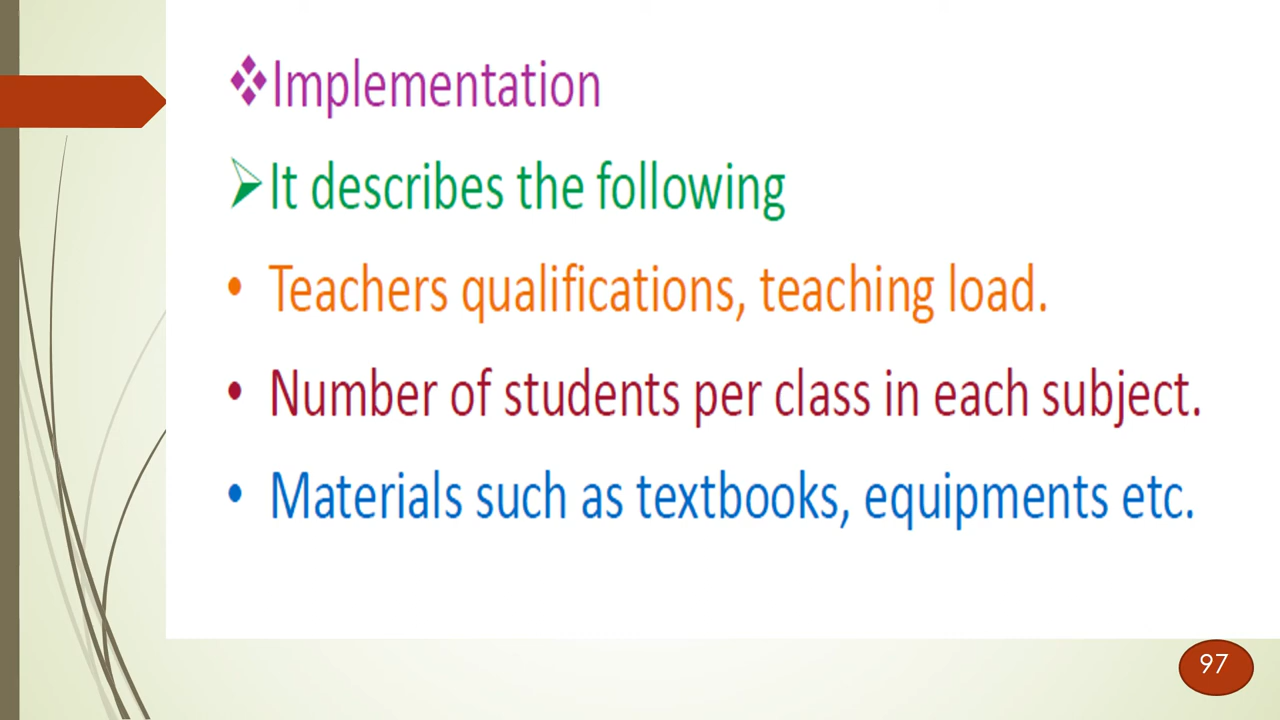 ❖Implementation
➢It describes the following
• Teachers qualifications, teaching load.
• Number of students per class in each subject.
• Materials such as textbooks, equipments etc.
97